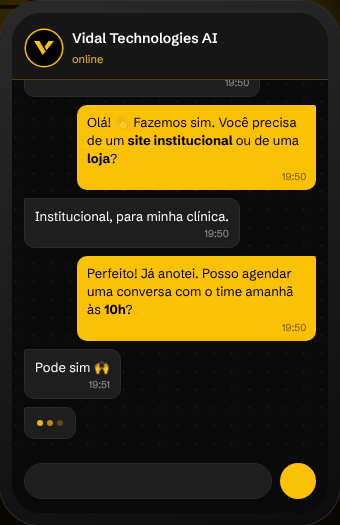 Vidal Technologies AI
online
19:50
Olá! 👋 Fazemos sim. Você precisa
de um site institucional ou de uma
loja?
19:50
Institucional, para minha clínica.
19:50
Perfeito! Já anotei. Posso agendar
uma conversa com o time amanhã
às 10h?
19:50
Pode sim 🙌
19:51